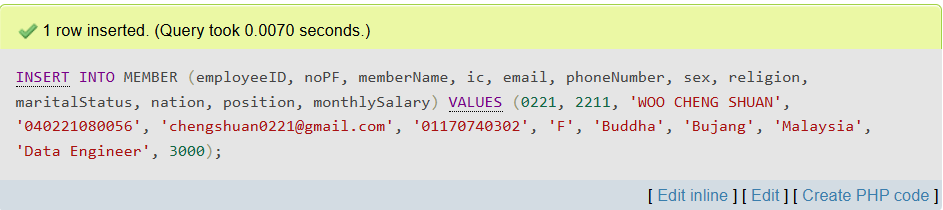 1 row inserted. (Query took 0.0070 seconds.)
INSERT INTO MEMBER (employeeID, noPF, memberName, ic, email, phoneNumber, sex, religion,
maritalStatus, nation, position, monthlySalary) VALUES (0221, 2211, 'WOO CHENG SHUAN',
'040221080056', 'chengshuan0221@gmail.com', '01170740302', 'F', 'Buddha', 'Bujang', 'Malaysia',
'Data Engineer', 3000);
[ Edit inline ] [ Edit ] [ Create PHP code ]